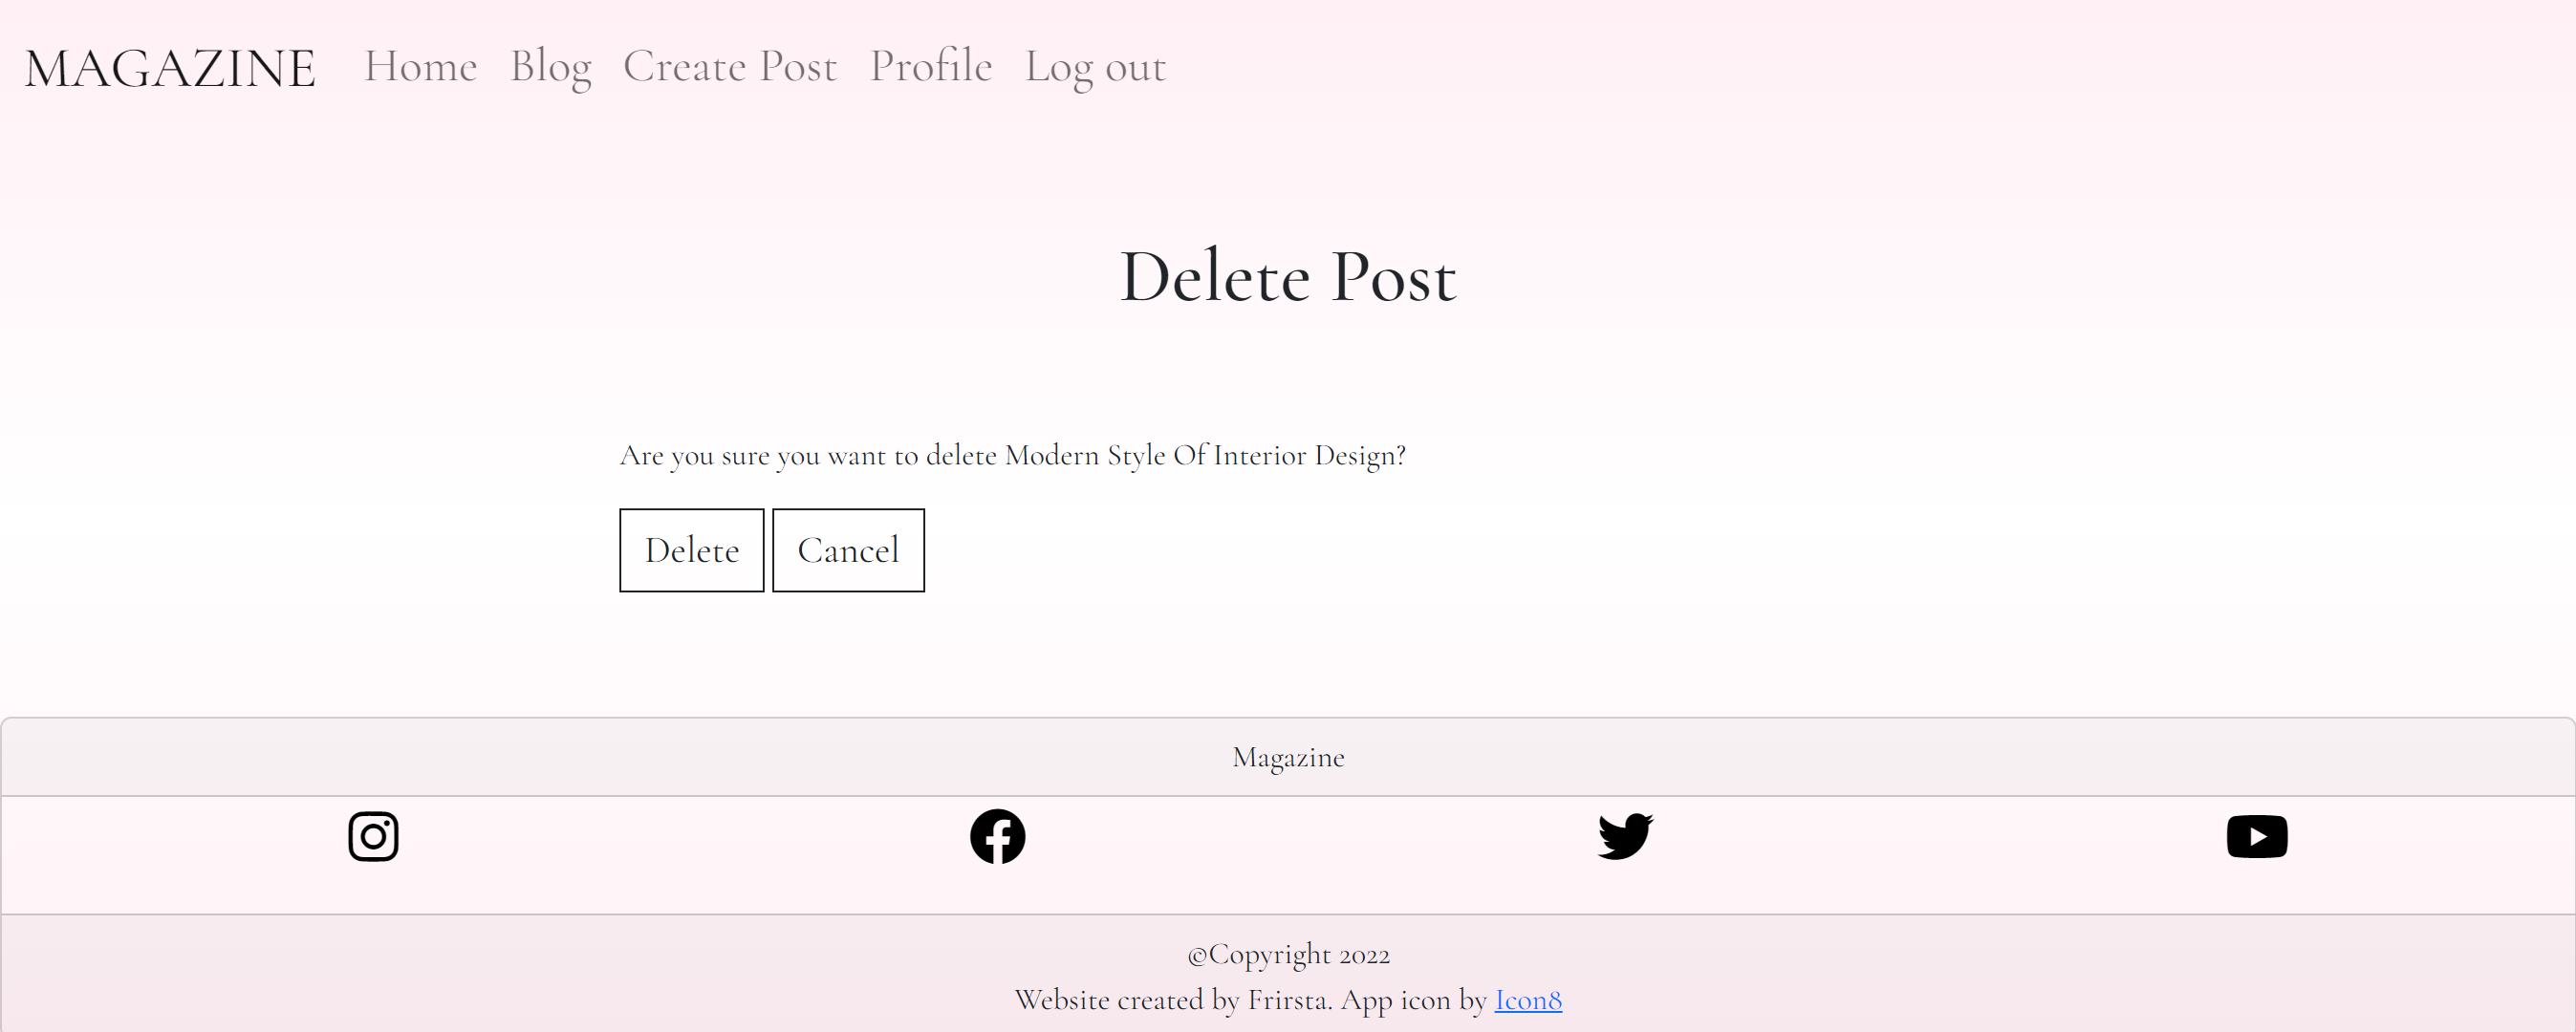 MAGAZINE Home Blog Create Post Profile Log out
Delete Post
Are you sure you want to delete Modern Style Of Interior Design?
Delete Cancel
Magazine
©Copyright 2022
Website created by Frirsta. App icon by Icon8